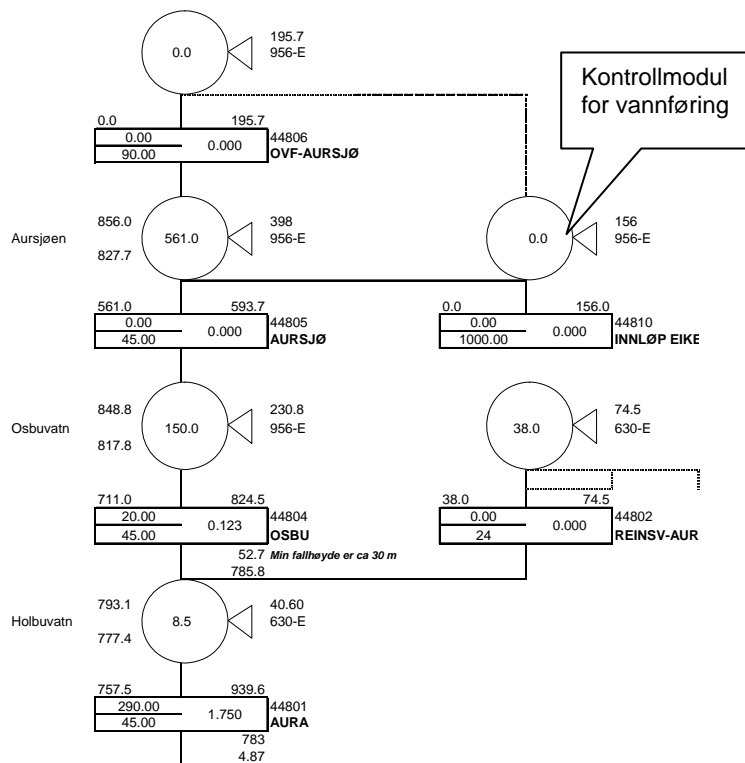 195.7
0.0
956-E
Kontrollmodul
for vannføring
0.0 195.7
0.00 0.000 44806
90.00 OVF-AURSJØ
856.0 398 156
Aursjøen 561.0 956-E 0.0 956-E
827.7
561.0 593.7 0.0 156.0
0.00 0.000 44805 0.00 0.000 44810
45.00 AURSJØ 1000.00 INNLØP EIKE
848.8 230.8 74.5
Osbuvatn 150.0 956-E 38.0 630-E
817.8
711.0 824.5 38.0 74.5
20.00 0.123 44804 0.00 0.000 44802
45.00 OSBU 24 REINSV-AUR
52.7 Min fallhøyde er ca 30 m
785.8
793.1 40.60
Holbuvatn 8.5 630-E
777.4
757.5 939.6
290.00 1.750 44801
45.00 AURA
783
4.87